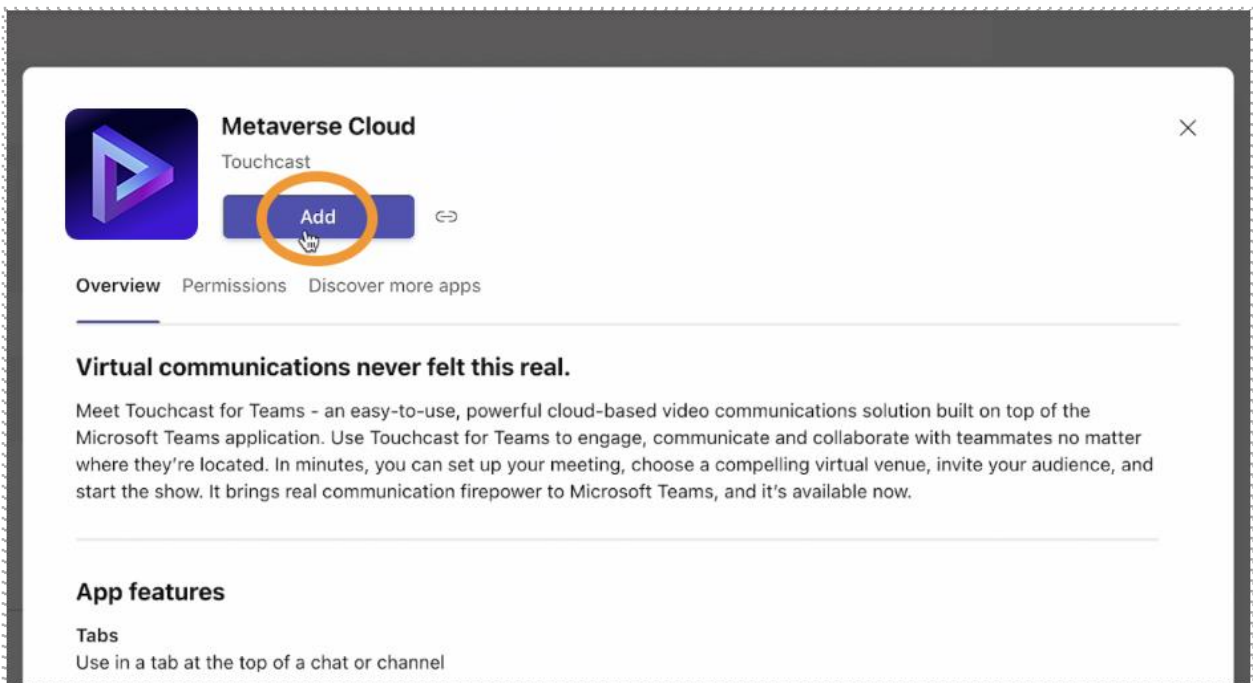 Metaverse Cloud
Touchcast
Add
Overview Permissions Discover more apps
Virtual communications never felt this real.
Meet Touchcast for Teams - an easy-to-use, powerful cloud-based video communications solution built on top of the
Microsoft Teams application. Use Touchcast for Teams to engage, communicate and collaborate with teammates no matter
where they're located. In minutes, you can set up your meeting, choose a compelling virtual venue, invite your audience, and
start the show. It brings real communication firepower to Microsoft Teams, and it's available now.
App features
Tabs
Use in a tab at the top of a chat or channel